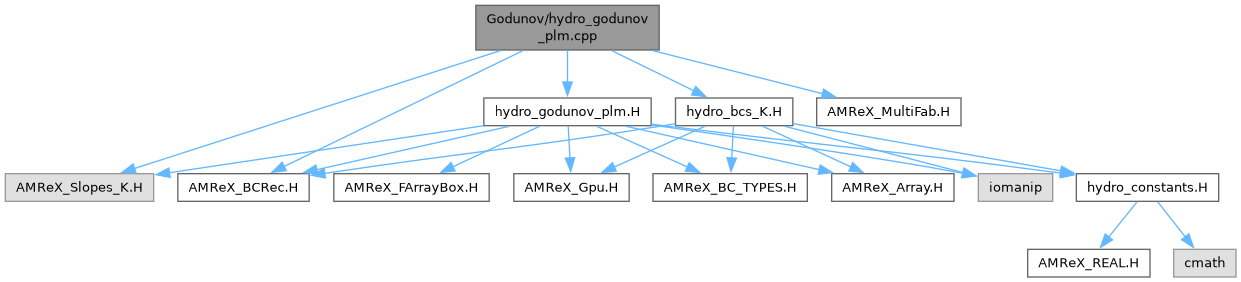 Godunov/hydro_godunov
_plm.cpp
hydro_godunov_plm.H
hydro_bcs_K.H
AMReX_MultiFab.H
AMReX_Slopes_K.H
AMReX_BCRec.H
AMReX_FArrayBox.H
AMReX_Gpu.H
AMReX_BC_TYPES.H
AMReX_Array.H
iomanip
hydro_constants.H
AMReX_REAL.H
cmath